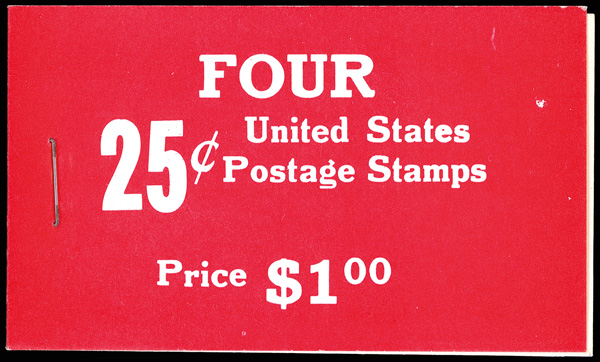 FOUR
25¢ United States
Postage Stamps
Price $1.00